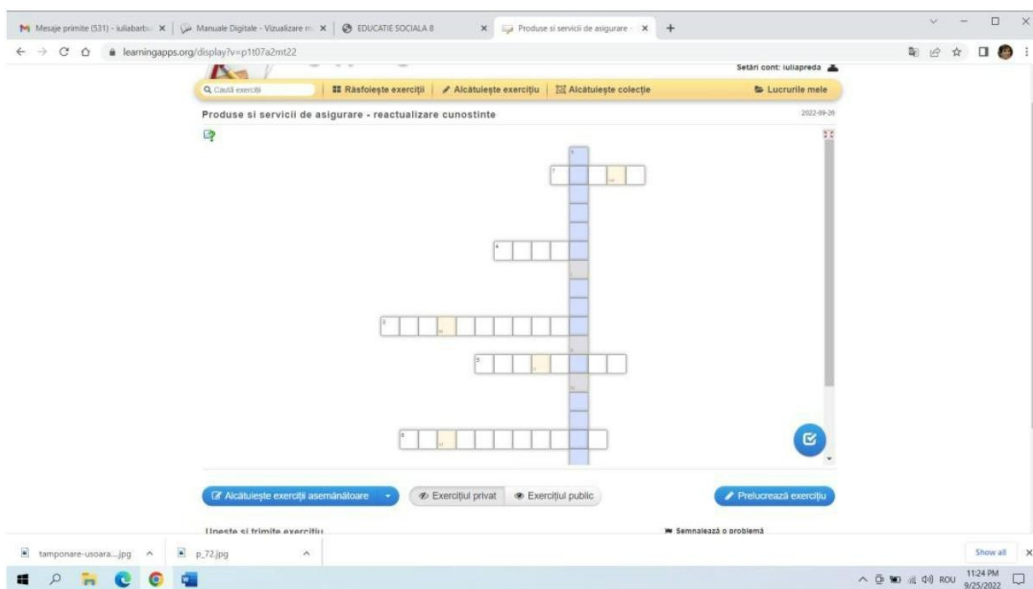 Mesaje primite (531) - iuliabarbu
Manuale Digitale - Vizualizare m
EDUCATIE SOCIALA 8
Produse si servicii de asigurare -
learningapps.org/display?v=p1t07a2mt22
Setări cont: iuliapreda
Caută exerciții
Răsfoiește exerciții
Alcătuiește exercițiu
Alcătuiește colecție
Lucrurile mele
Produse si servicii de asigurare - reactualizare cunostinte
2022-09-20
Alcătuiește exerciții asemănătoare
Exercițiul privat
Exercițiul public
Prelucrează exercițiu
Unește și trimite exercițiu
Semnalează o problemă
tamponare-usoara....jpg
p_72.jpg
Show all
ROU
11:24 PM
9/25/2022